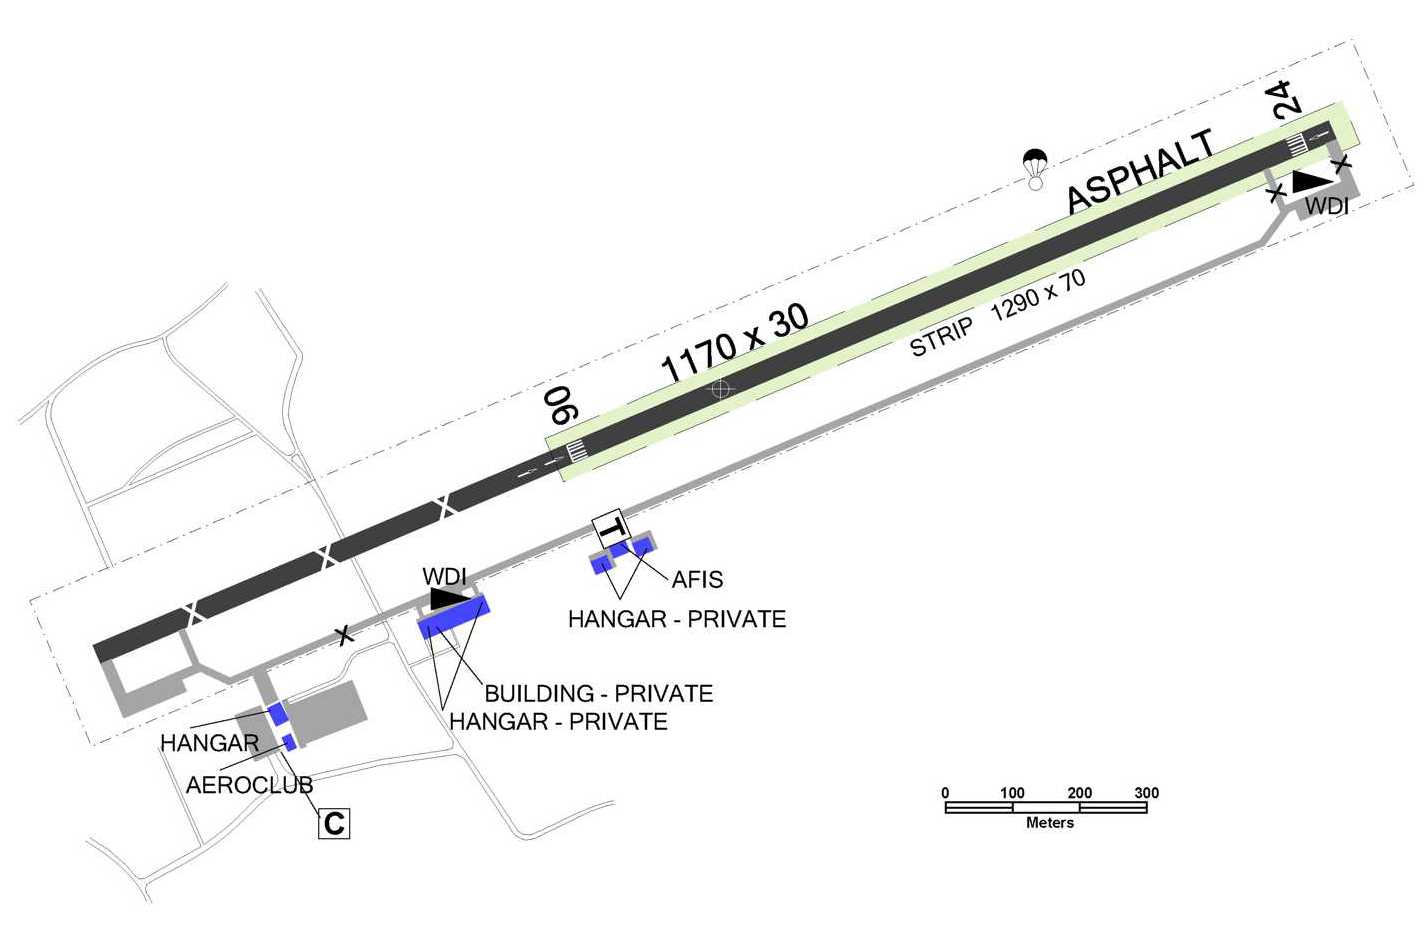 24
ASPHALT
WDI
1170 x 30
STRIP 1290 x 70
06
T
WDI
AFIS
HANGAR - PRIVATE
BUILDING - PRIVATE
HANGAR - PRIVATE
HANGAR
AEROCLUB
C
0 100 200 300
Meters